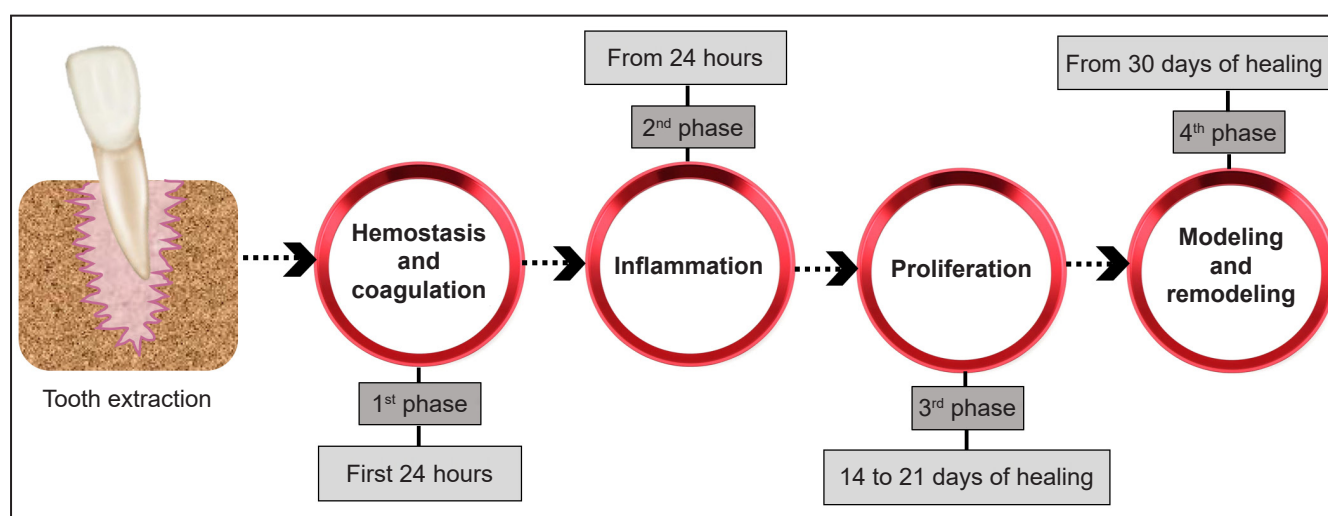 Tooth extraction
Hemostasis
and
coagulation
1st phase
First 24 hours
From 24 hours
2nd phase
Inflammation
Proliferation
3rd phase
14 to 21 days of healing
From 30 days of healing
4th phase
Modeling
and
remodeling